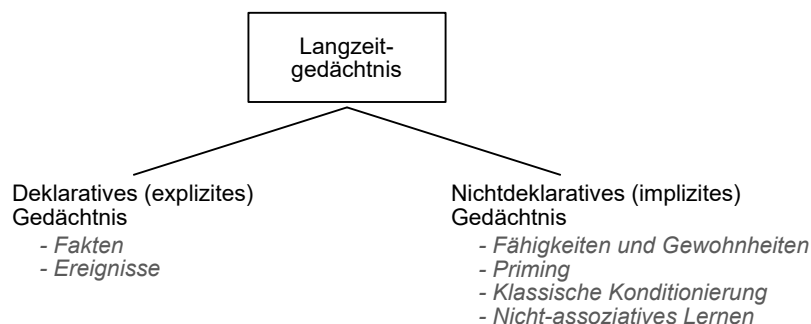 Langzeit-
gedächtnis
Deklaratives (explizites)
Gedächtnis
- Fakten
- Ereignisse
Nichtdeklaratives (implizites)
Gedächtnis
- Fähigkeiten und Gewohnheiten
- Priming
- Klassische Konditionierung
- Nicht-assoziatives Lernen